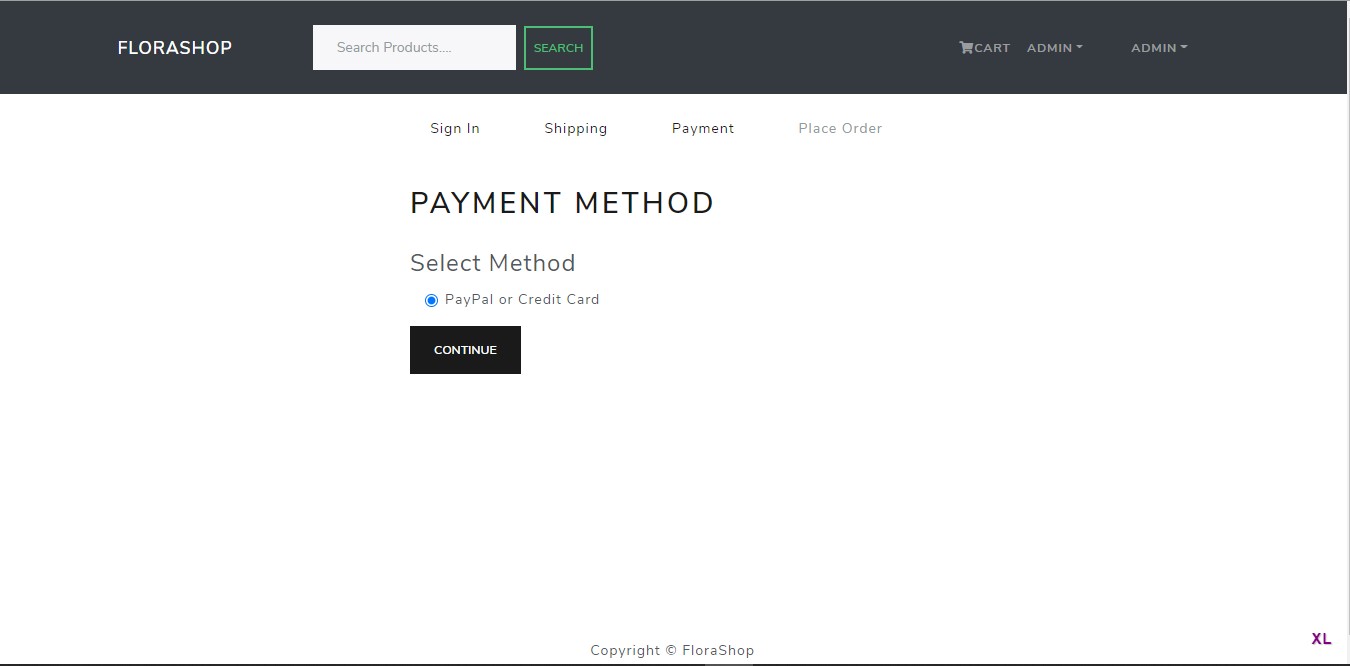 FLORASHOP Search Products.... SEARCH CART ADMIN ADMIN
Sign In Shipping Payment Place Order
PAYMENT METHOD
Select Method
PayPal or Credit Card
CONTINUE
XL
Copyright © FloraShop